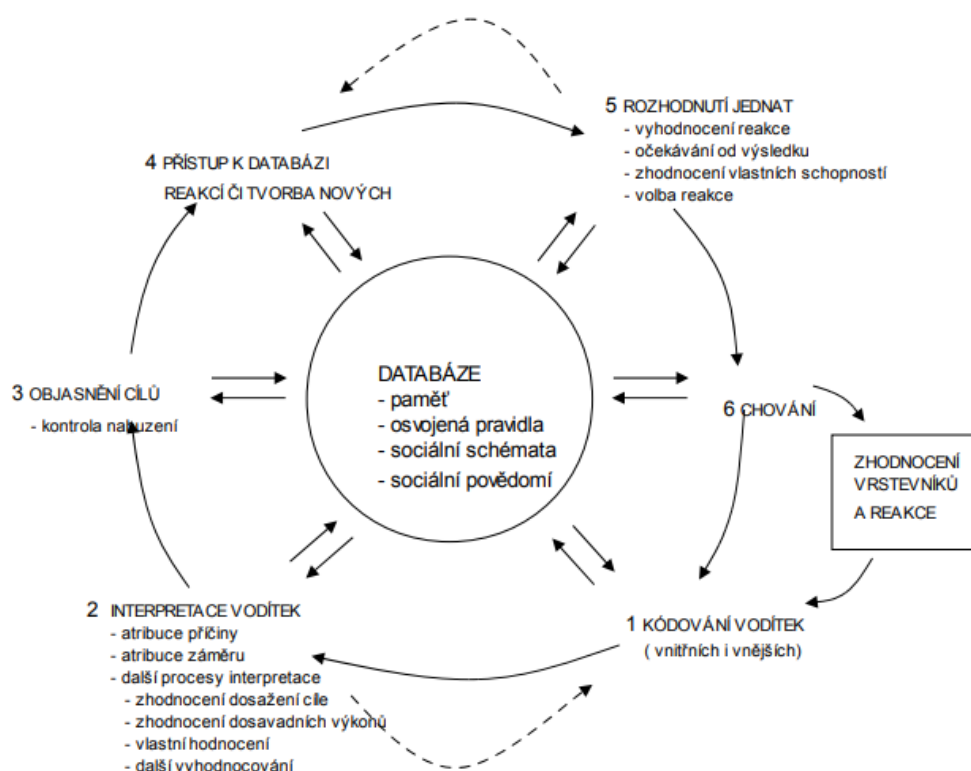 5 ROZHODNUTÍ JEDNAT
- vyhodnocení reakce
- očekávání od výsledku
- zhodnocení vlastních schopností
- volba reakce
4 PŘÍSTUP K DATABÁZI
REAKCÍ ČI TVORBA NOVÝCH
DATABÁZE
- paměť
- osvojená pravidla
- sociální schémata
- sociální povědomí
3 OBJASNĚNÍ CÍLŮ
- kontrola nabuzení
6 CHOVÁNÍ
ZHODNOCENÍ
VRSTEVNÍKŮ
A REAKCE
2 INTERPRETACE VODÍTEK
- atribuce příčiny
- atribuce záměru
- další procesy interpretace
- zhodnocení dosažení cíle
- zhodnocení dosavadních výkonů
- vlastní hodnocení
- další vyhodnocování
1 KÓDOVÁNÍ VODÍTEK
( vnitřních i vnějších)